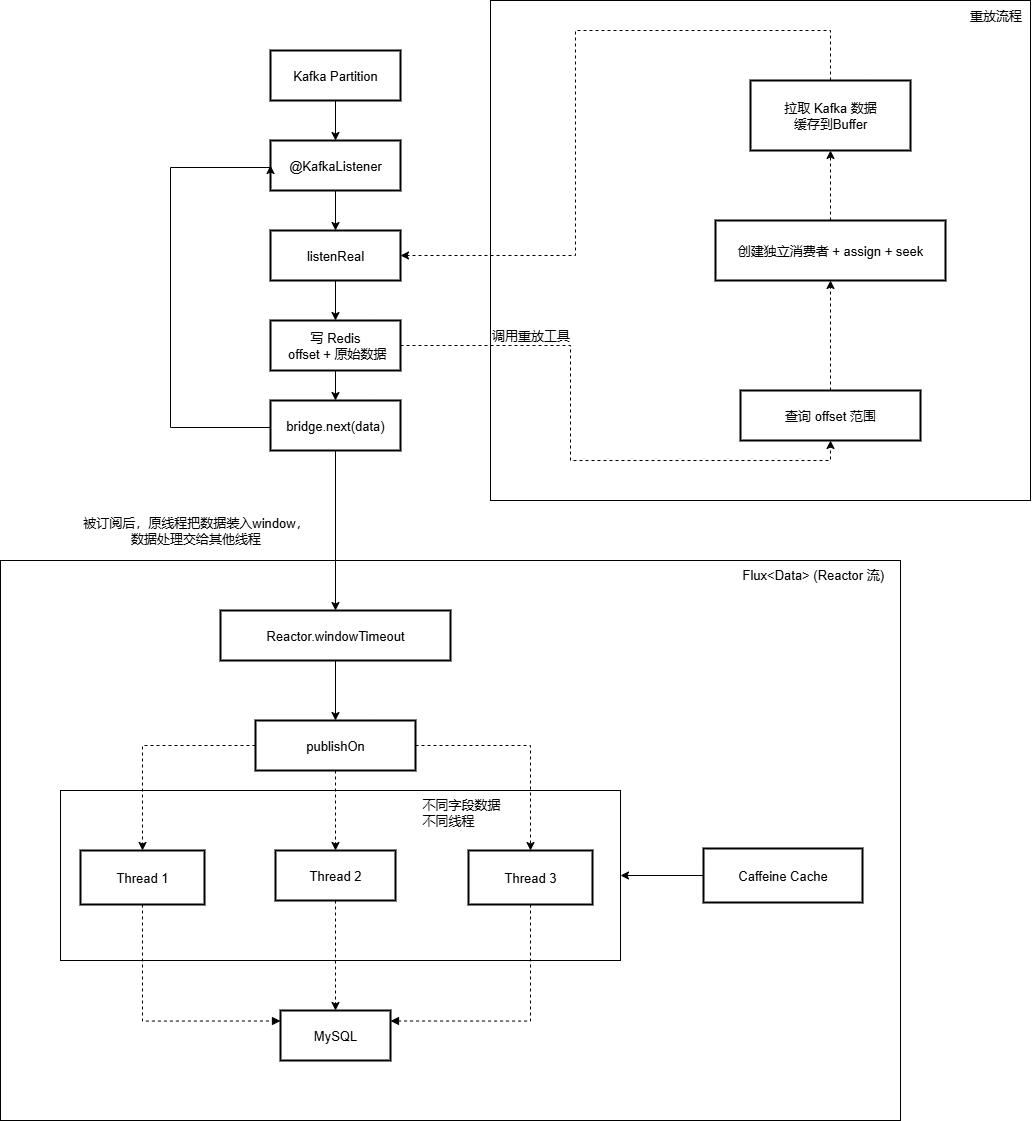 重放流程
Kafka Partition
拉取 Kafka 数据
缓存到Buffer
@KafkaListener
listenReal
创建独立消费者 + assign + seek
写 Redis
offset + 原始数据
调用重放工具
bridge.next(data)
查询 offset 范围
被订阅后，原线程把数据装入window，
数据处理交给其他线程
Flux<Data> (Reactor 流)
Reactor.windowTimeout
publishOn
不同字段数据
不同线程
Thread 1
Thread 2
Thread 3
Caffeine Cache
MySQL